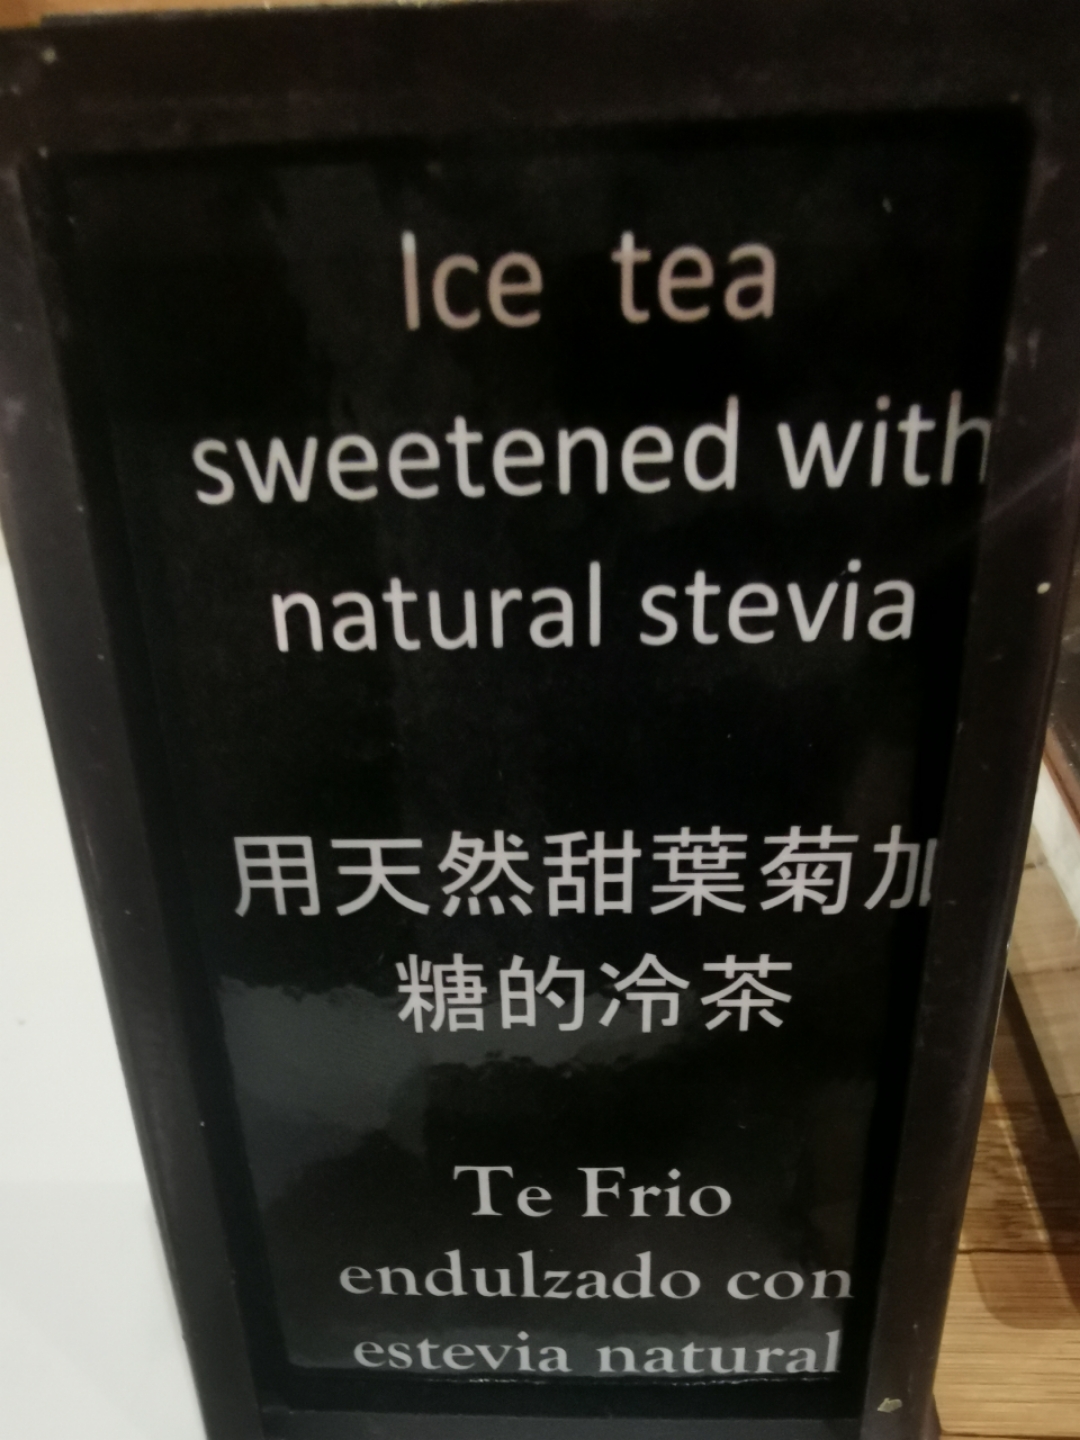 Ice tea
sweetened with
natural stevia
用天然甜葉菊加
糖的冷茶
Te Frio
endulzado con
estevia natural